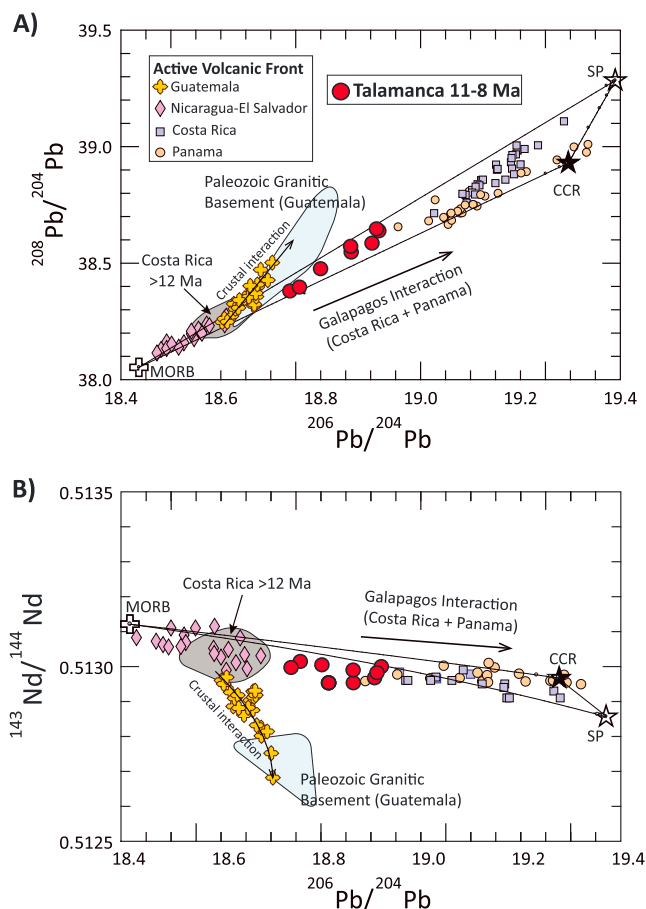 A)
39.5
39.0
38.5
38.0
208Pb/204Pb
Active Volcanic Front
Guatemala
Nicaragua-El Salvador
Costa Rica
Panama
Talamanca 11-8 Ma
SP
CCR
Paleozoic Granitic
Basement (Guatemala)
Crustal interaction
Costa Rica
>12 Ma
Galapagos Interaction
(Costa Rica + Panama)
MORB
18.4 18.6 18.8 19.0 19.2 19.4
206Pb/204Pb
B)
0.5135
0.5130
0.5125
143Nd/144Nd
Costa Rica >12 Ma
MORB
Galapagos Interaction
(Costa Rica + Panama)
CCR
SP
Crustal interaction
Paleozoic Granitic
Basement (Guatemala)
18.4 18.6 18.8 19.0 19.2 19.4
206Pb/204Pb